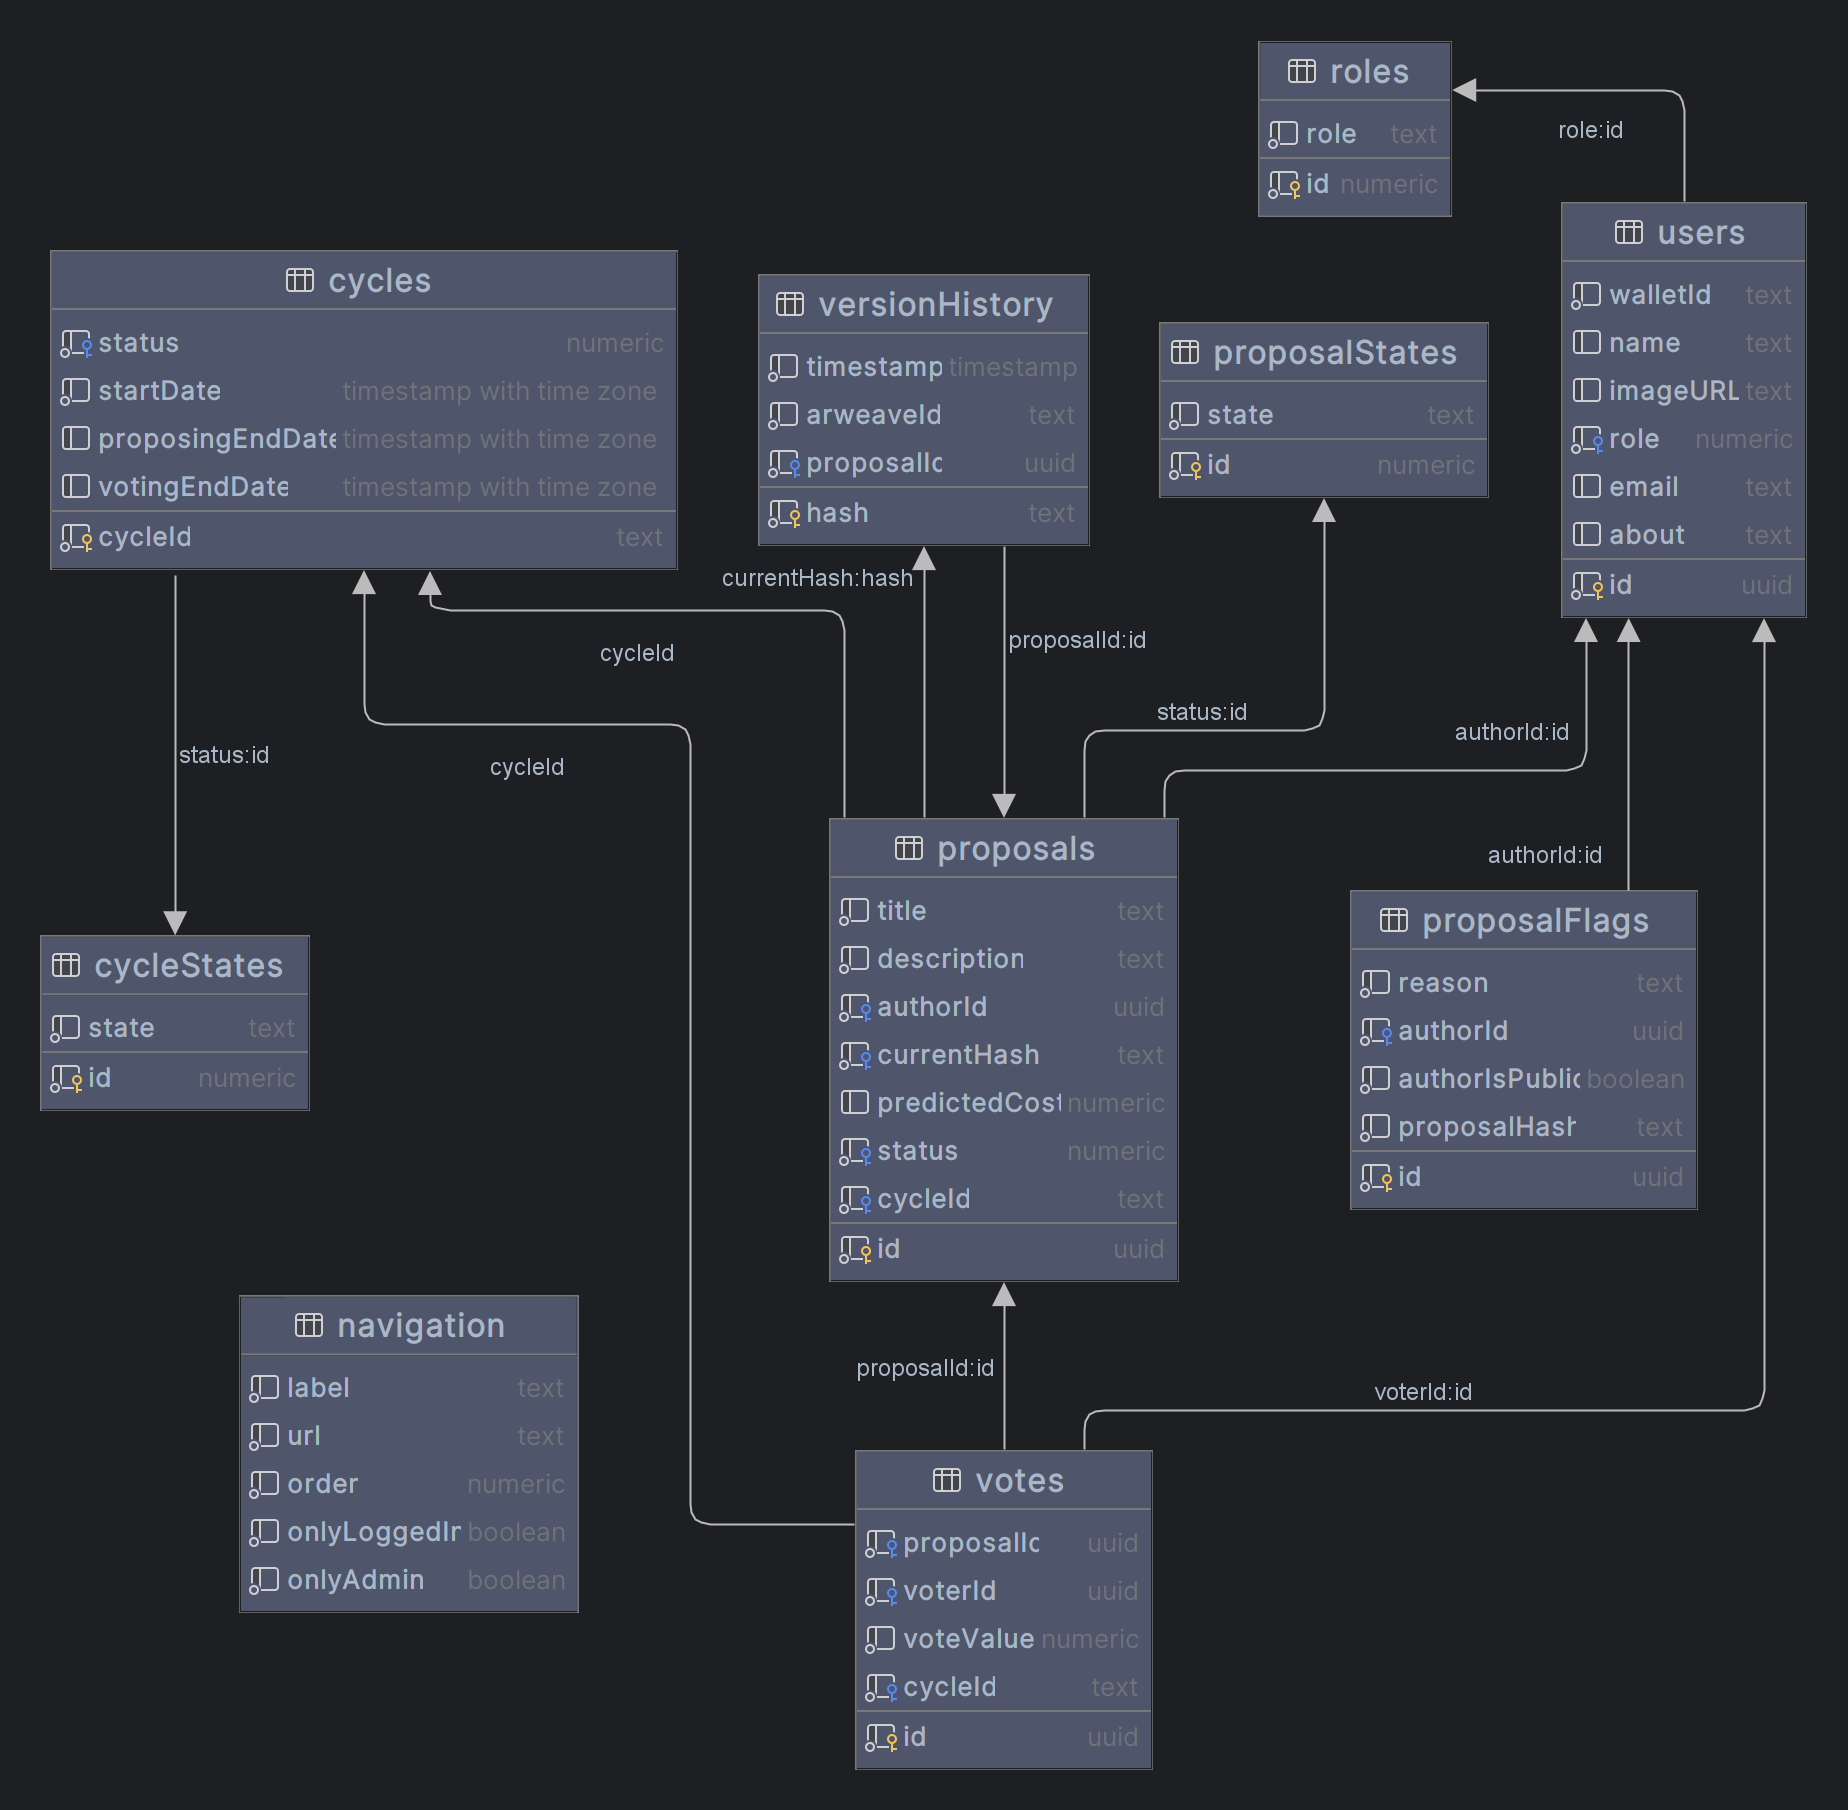 roles
role text
id numeric
role:id
users
walletId text
name text
imageURL text
role numeric
email text
about text
id uuid
cycles
status numeric
startDate timestamp with time zone
proposingEndDate timestamp with time zone
votingEndDate timestamp with time zone
cycleId text
versionHistory
timestamp timestamp
arweaveId text
proposalId uuid
hash text
proposalStates
state text
id numeric
currentHash:hash
cycleId
proposalId:id
status:id
authorId:id
status:id
cycleId
authorId:id
proposals
title text
description text
authorId uuid
currentHash text
predictedCost numeric
status numeric
cycleId text
id uuid
proposalFlags
reason text
authorId uuid
authorIsPublic boolean
proposalHash text
id uuid
cycleStates
state text
id numeric
navigation
label text
url text
order numeric
onlyLoggedIn boolean
onlyAdmin boolean
proposalId:id
voterId:id
votes
proposalId uuid
voterId uuid
voteValue numeric
cycleId text
id uuid